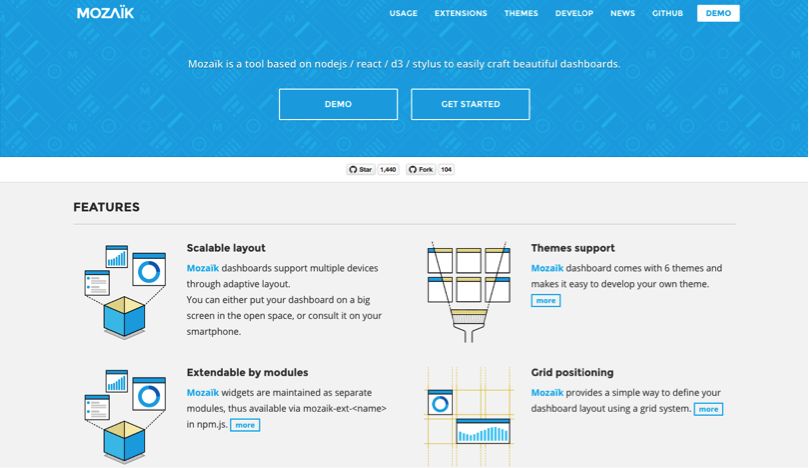 MOZAÏK
USAGE EXTENSIONS THEMES DEVELOP NEWS GITHUB DEMO
Mozaïk is a tool based on nodejs / react / d3 / stylus to easily craft beautiful dashboards.
DEMO GET STARTED
Star 1,440 Fork 104
FEATURES
Scalable layout
Mozaïk dashboards support multiple devices
through adaptive layout.
You can either put your dashboard on a big
screen in the open space, or consult it on your
smartphone.
Themes support
Mozaïk dashboard comes with 6 themes and
makes it easy to develop your own theme.
more
Extendable by modules
Mozaïk widgets are maintained as separate
modules, thus available via mozaik-ext-<name>
in npm.js. more
Grid positioning
Mozaïk provides a simple way to define your
dashboard layout using a grid system. more